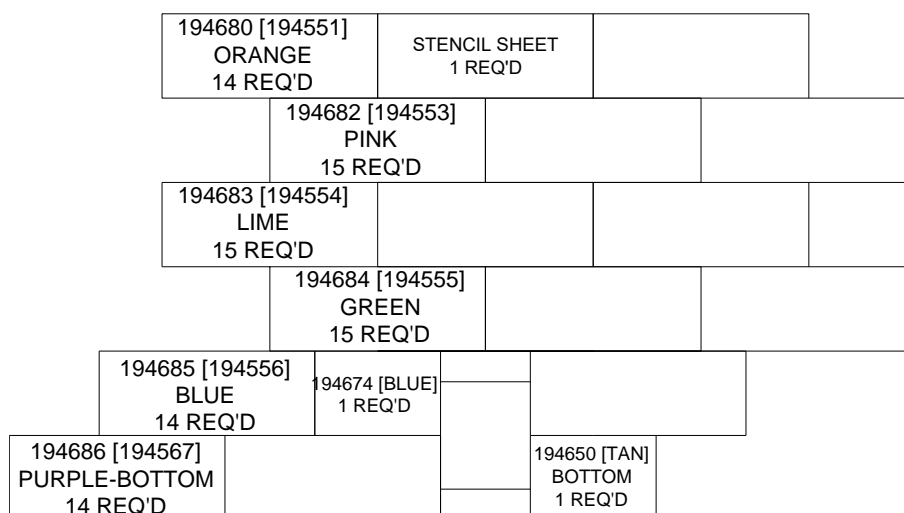 194680 [194551]
ORANGE
14 REQ'D
STENCIL SHEET
1 REQ'D
194682 [194553]
PINK
15 REQ'D
194683 [194554]
LIME
15 REQ'D
194684 [194555]
GREEN
15 REQ'D
194685 [194556]
BLUE
14 REQ'D
194674 [BLUE]
1 REQ'D
194686 [194567]
PURPLE-BOTTOM
14 REQ'D
194650 [TAN]
BOTTOM
1 REQ'D